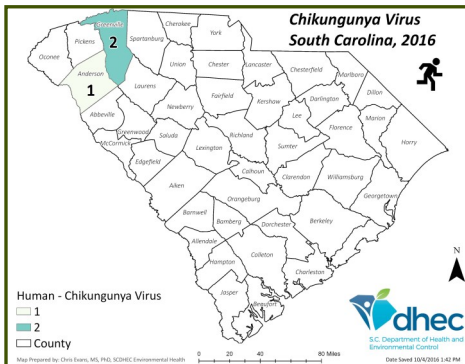 Chikungunya Virus
South Carolina, 2016
Cherokee
York
Greenville
Spartanburg
Pickens
Oconee
2
Union
Chester
Lancaster
Chesterfield
Marlboro
Anderson
1
Laurens
Dillon
Fairfield
Kershaw
Darlington
Newberry
Abbeville
Lee
Marion
Greenwood
Florence
McCormick
Saluda
Richland
Horry
Lexington
Sumter
Edgefield
Calhoun
Clarendon
Williamsburg
Aiken
Orangeburg
Georgetown
Barnwell
Bamberg
Dorchester
Berkeley
Allendale
Colleton
Hampton
Charleston
Jasper
Beaufort
N
Human - Chikungunya Virus
1
2
County
dhec
S.C. Department of Health and
Environmental Control
0 20 40 80 Miles
Map Prepared by: Chris Evans, MS, PhD, SCDHEC Environmental Health
Date Saved 10/4/2016 1:42 PM